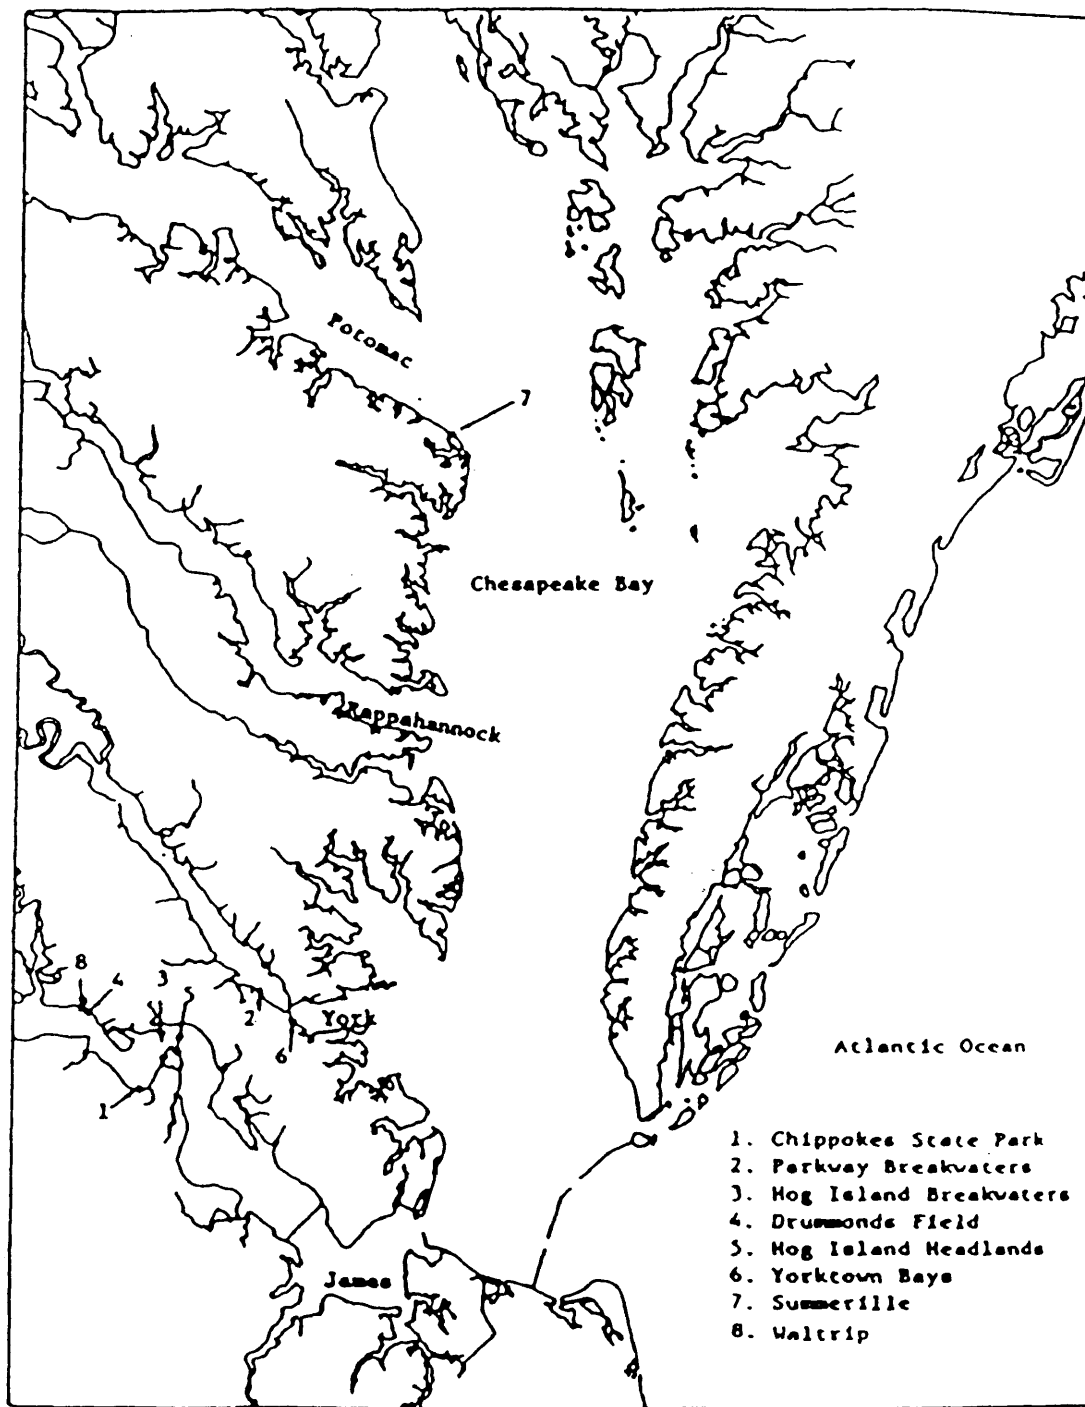 Potomac
7
Chesapeake Bay
Rappahannock
8
4
3
5
2
York
6
1
Atlantic Ocean
James
1. Chippokes State Park
2. Parkway Breakwaters
3. Hog Island Breakwaters
4. Drummonds Field
5. Hog Island Headlands
6. Yorktown Bays
7. Summerille
8. Waltrip